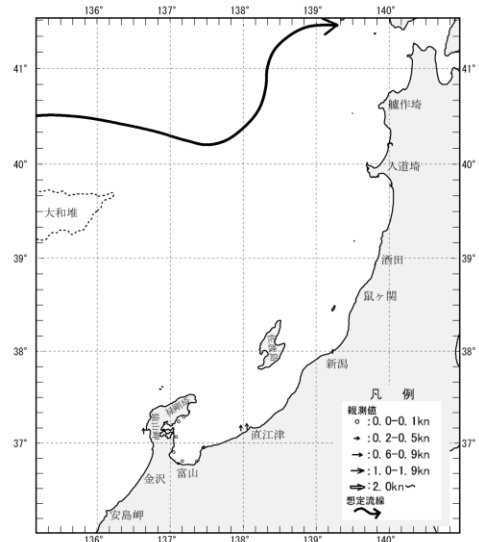 136° 137° 138° 139° 140°
41°
41°
艫作埼
40°
入道埼
40°
大和堆
39°
酒田
39°
鼠ヶ関
38°
38°
新潟
凡 例
観測値
○ :0.0-0.1kn
:0.2-0.5kn
:0.6-0.9kn
:1.0-1.9kn
:2.0kn〜
想定流線
37°
37°
直江津
富山
金沢
安島岬
136° 137° 138° 139° 140°